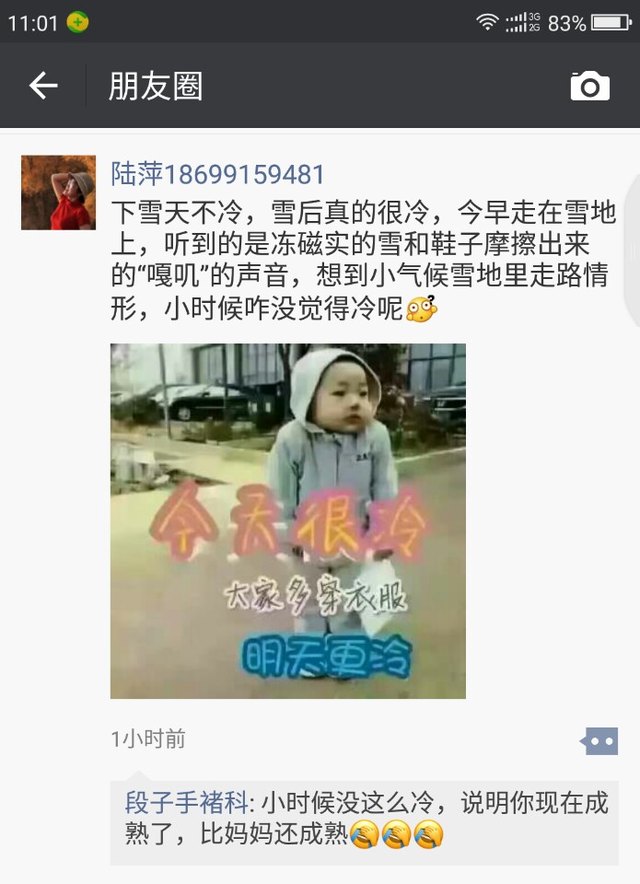 11:01
3G
2G
83%
朋友圈
陆萍18699159481
下雪天不冷，雪后真的很冷，今早走在雪地
上，听到的是冻磁实的雪和鞋子摩擦出来
的“嘎叽”的声音，想到小气候雪地里走路情
形，小时候咋没觉得冷呢
今天很冷
大家多穿衣服
明天更冷
1小时前
段子手褚科: 小时候没这么冷，说明你现在成
熟了，比妈妈还成熟